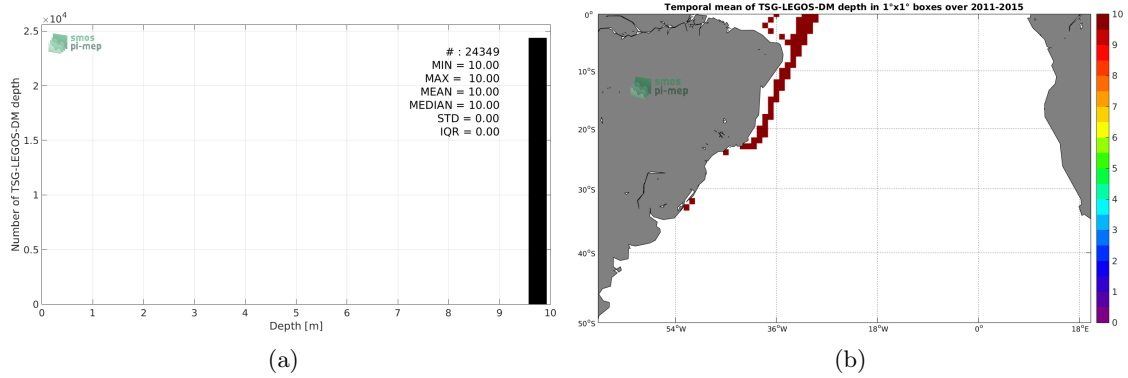 ×10⁴
2.5
2
1.5
1
0.5
0
Number of TSG-LEGOS-DM depth
smos
pi-mep
# : 24349
MIN = 10.00
MAX = 10.00
MEAN = 10.00
MEDIAN = 10.00
STD = 0.00
IQR = 0.00
0 1 2 3 4 5 6 7 8 9 10
Depth [m]
(a)
Temporal mean of TSG-LEGOS-DM depth in 1°x1° boxes over 2011-2015
0°
10°S
20°S
30°S
40°S
50°S
smos
pi-mep
54°W 36°W 18°W 0° 18°E
10
9
8
7
6
5
4
3
2
1
0
(b)